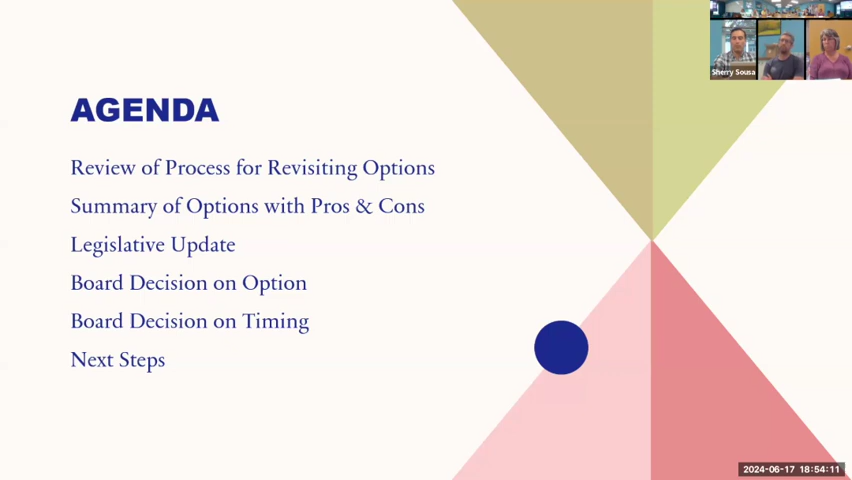 Sherry Sousa
AGENDA
Review of Process for Revisiting Options
Summary of Options with Pros & Cons
Legislative Update
Board Decision on Option
Board Decision on Timing
Next Steps
2024-06-17 18:54:11